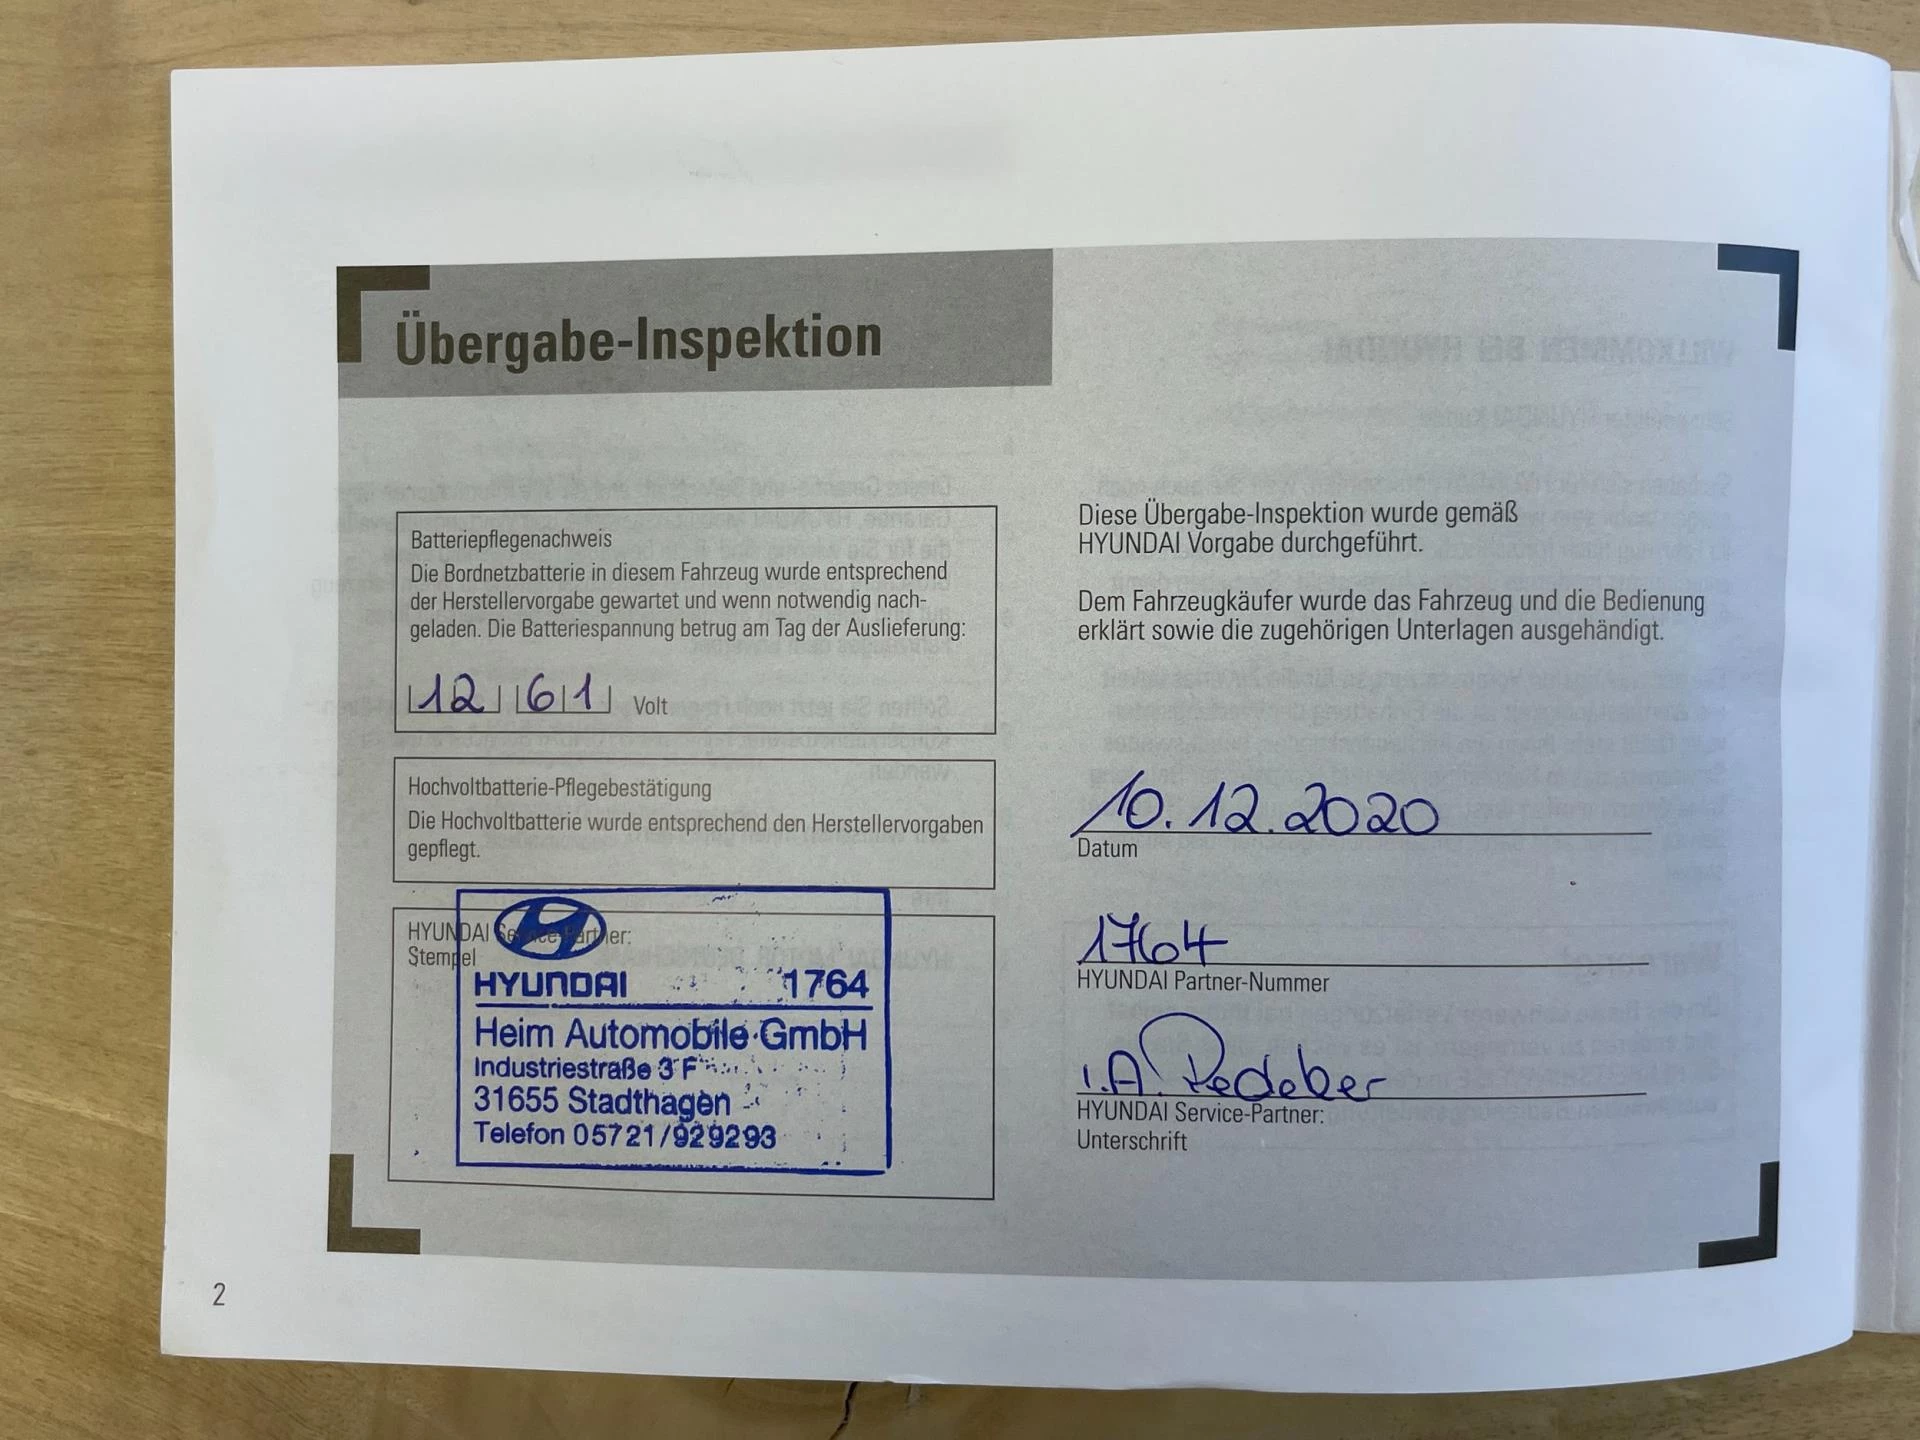 Übergabe-Inspektion
Batteriepflegenachweis
Die Bordnetzbatterie in diesem Fahrzeug wurde entsprechend
der Herstellervorgabe gewartet und wenn notwendig nach-
geladen. Die Batteriespannung betrug am Tag der Auslieferung:
12 61 Volt
Hochvoltbatterie-Pflegebestätigung
Die Hochvoltbatterie wurde entsprechend den Herstellervorgaben
gepflegt.
HYUNDAI Service-Partner:
Stempel
HYUNDAI 1764
Heim Automobile GmbH
Industriestraße 3 F
31655 Stadthagen
Telefon 05721/929293
Diese Übergabe-Inspektion wurde gemäß
HYUNDAI Vorgabe durchgeführt.
Dem Fahrzeugkäufer wurde das Fahrzeug und die Bedienung
erklärt sowie die zugehörigen Unterlagen ausgehändigt.
10.12.2020
Datum
1764
HYUNDAI Partner-Nummer
i.A.
HYUNDAI Service-Partner:
Unterschrift
2